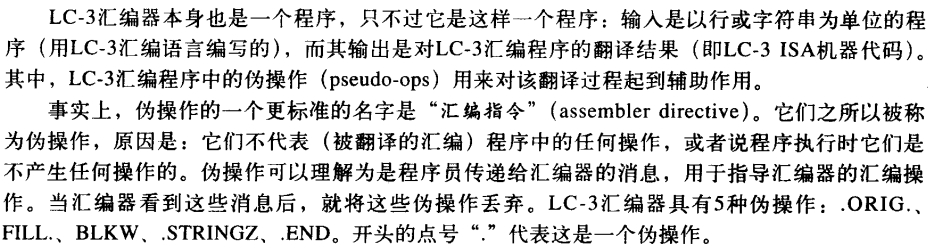 LC-3汇编器本身也是一个程序，只不过它是这样一个程序：输入是以行或字符串为单位的程
序（用LC-3汇编语言编写的），而其输出是对LC-3汇编程序的翻译结果（即LC-3 ISA机器代码）。
其中，LC-3汇编程序中的伪操作（pseudo-ops）用来对该翻译过程起到辅助作用。
事实上，伪操作的一个更标准的名字是“汇编指令”（assembler directive）。它们之所以被称
为伪操作，原因是：它们不代表（被翻译的汇编）程序中的任何操作，或者说程序执行时它们是
不产生任何操作的。伪操作可以理解为是程序员传递给汇编器的消息，用于指导汇编器的汇编操
作。当汇编器看到这些消息后，就将这些伪操作丢弃。LC-3汇编器具有5种伪操作：.ORIG.、
FILL.、BLKW、.STRINGZ、.END。开头的点号“.”代表这是一个伪操作。